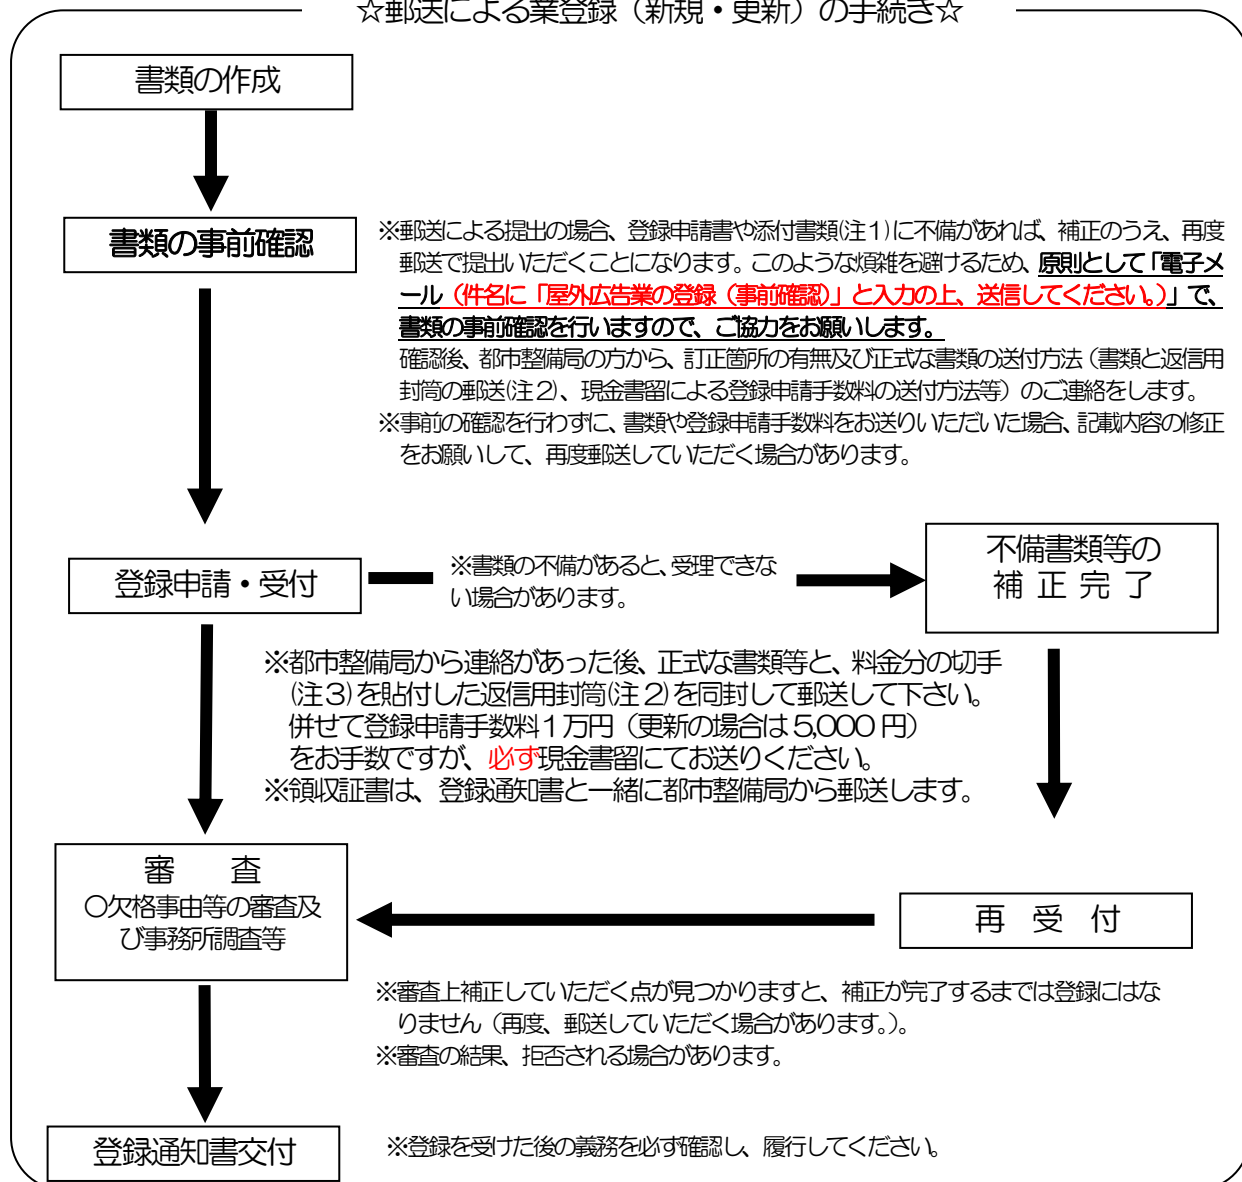 ☆郵送による業登録（新規・更新）の手続き☆
書類の作成
書類の事前確認
※郵送による提出の場合、登録申請書や添付書類(注１)に不備があれば、補正のうえ、再度
郵送で提出いただくことになります。このような煩雑を避けるため、原則として「電子メ
ール（件名に「屋外広告業の登録（事前確認）」と入力の上、送信してください。）」で、
書類の事前確認を行いますので、ご協力をお願いします。
確認後、都市整備局の方から、訂正箇所の有無及び正式な書類の送付方法（書類と返信用
封筒の郵送(注２)、現金書留による登録申請手数料の送付方法等）のご連絡をします。
※事前の確認を行わずに、書類や登録申請手数料をお送りいただいた場合、記載内容の修正
をお願いして、再度郵送していただく場合があります。
登録申請・受付
※書類の不備があると、受理できな
い場合があります。
不備書類等の
補 正 完 了
※都市整備局から連絡があった後、正式な書類等と、料金分の切手
(注３)を貼付した返信用封筒(注２)を同封して郵送して下さい。
併せて登録申請手数料１万円（更新の場合は 5,000 円）
をお手数ですが、必ず現金書留にてお送りください。
※領収証書は、登録通知書と一緒に都市整備局から郵送します。
審　　査
○欠格事由等の審査及
び事務所調査等
再　受　付
※審査上補正していただく点が見つかりますと、補正が完了するまでは登録にはな
りません（再度、郵送していただく場合があります。）。
※審査の結果、拒否される場合があります。
登録通知書交付
※登録を受けた後の義務を必ず確認し、履行してください。